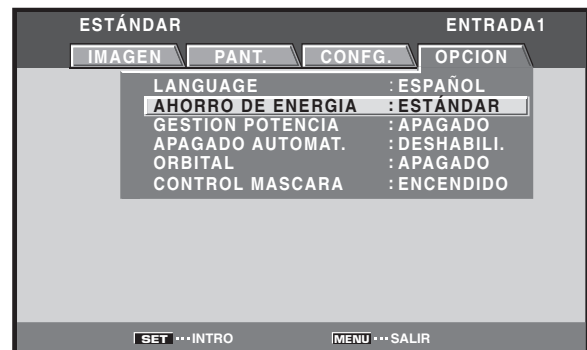 ESTÁNDAR ENTRADA1
IMAGEN PANT. CONFG. OPCION
LANGUAGE : ESPAÑOL
AHORRO DE ENERGIA : ESTÁNDAR
GESTION POTENCIA : APAGADO
APAGADO AUTOMAT. : DESHABILI.
ORBITAL : APAGADO
CONTROL MASCARA : ENCENDIDO
SET ··· INTRO MENU ··· SALIR